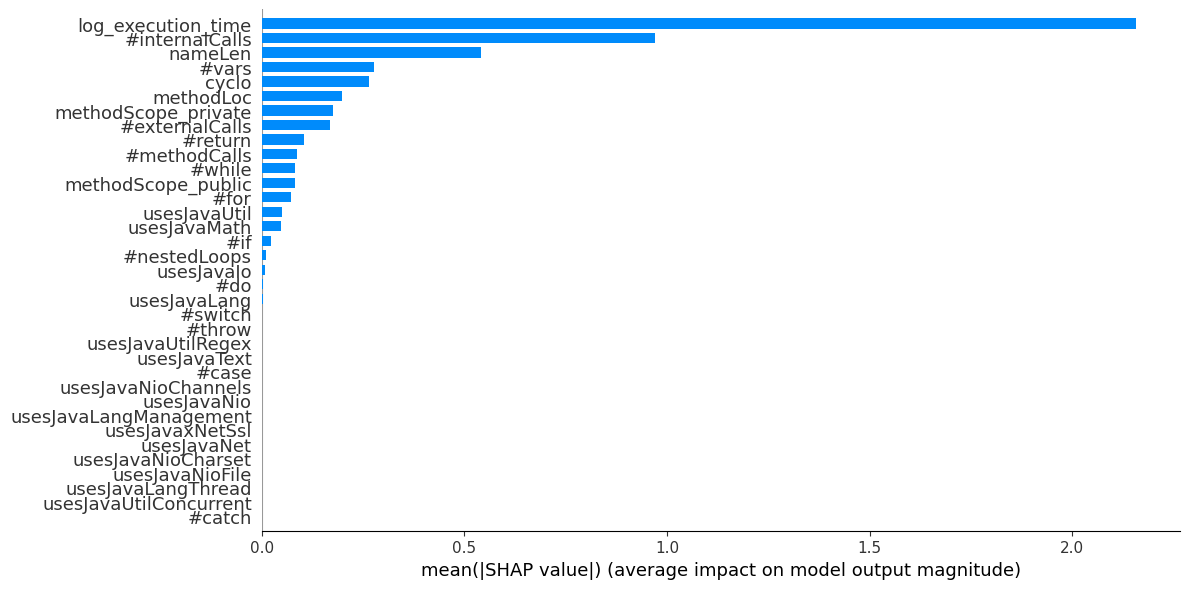 log_execution_time
#internalCalls
nameLen
#vars
cyclo
methodLoc
methodScope_private
#externalCalls
#return
#methodCalls
#while
methodScope_public
#for
usesJavaUtil
usesJavaMath
#if
#nestedLoops
usesJavaIo
#do
usesJavaLang
#switch
#throw
usesJavaUtilRegex
usesJavaText
#case
usesJavaNioChannels
usesJavaNio
usesJavaLangManagement
usesJavaxNetSsl
usesJavaNet
usesJavaNioCharset
usesJavaNioFile
usesJavaLangThread
usesJavaUtilConcurrent
#catch
0.0 0.5 1.0 1.5 2.0
mean(|SHAP value|) (average impact on model output magnitude)